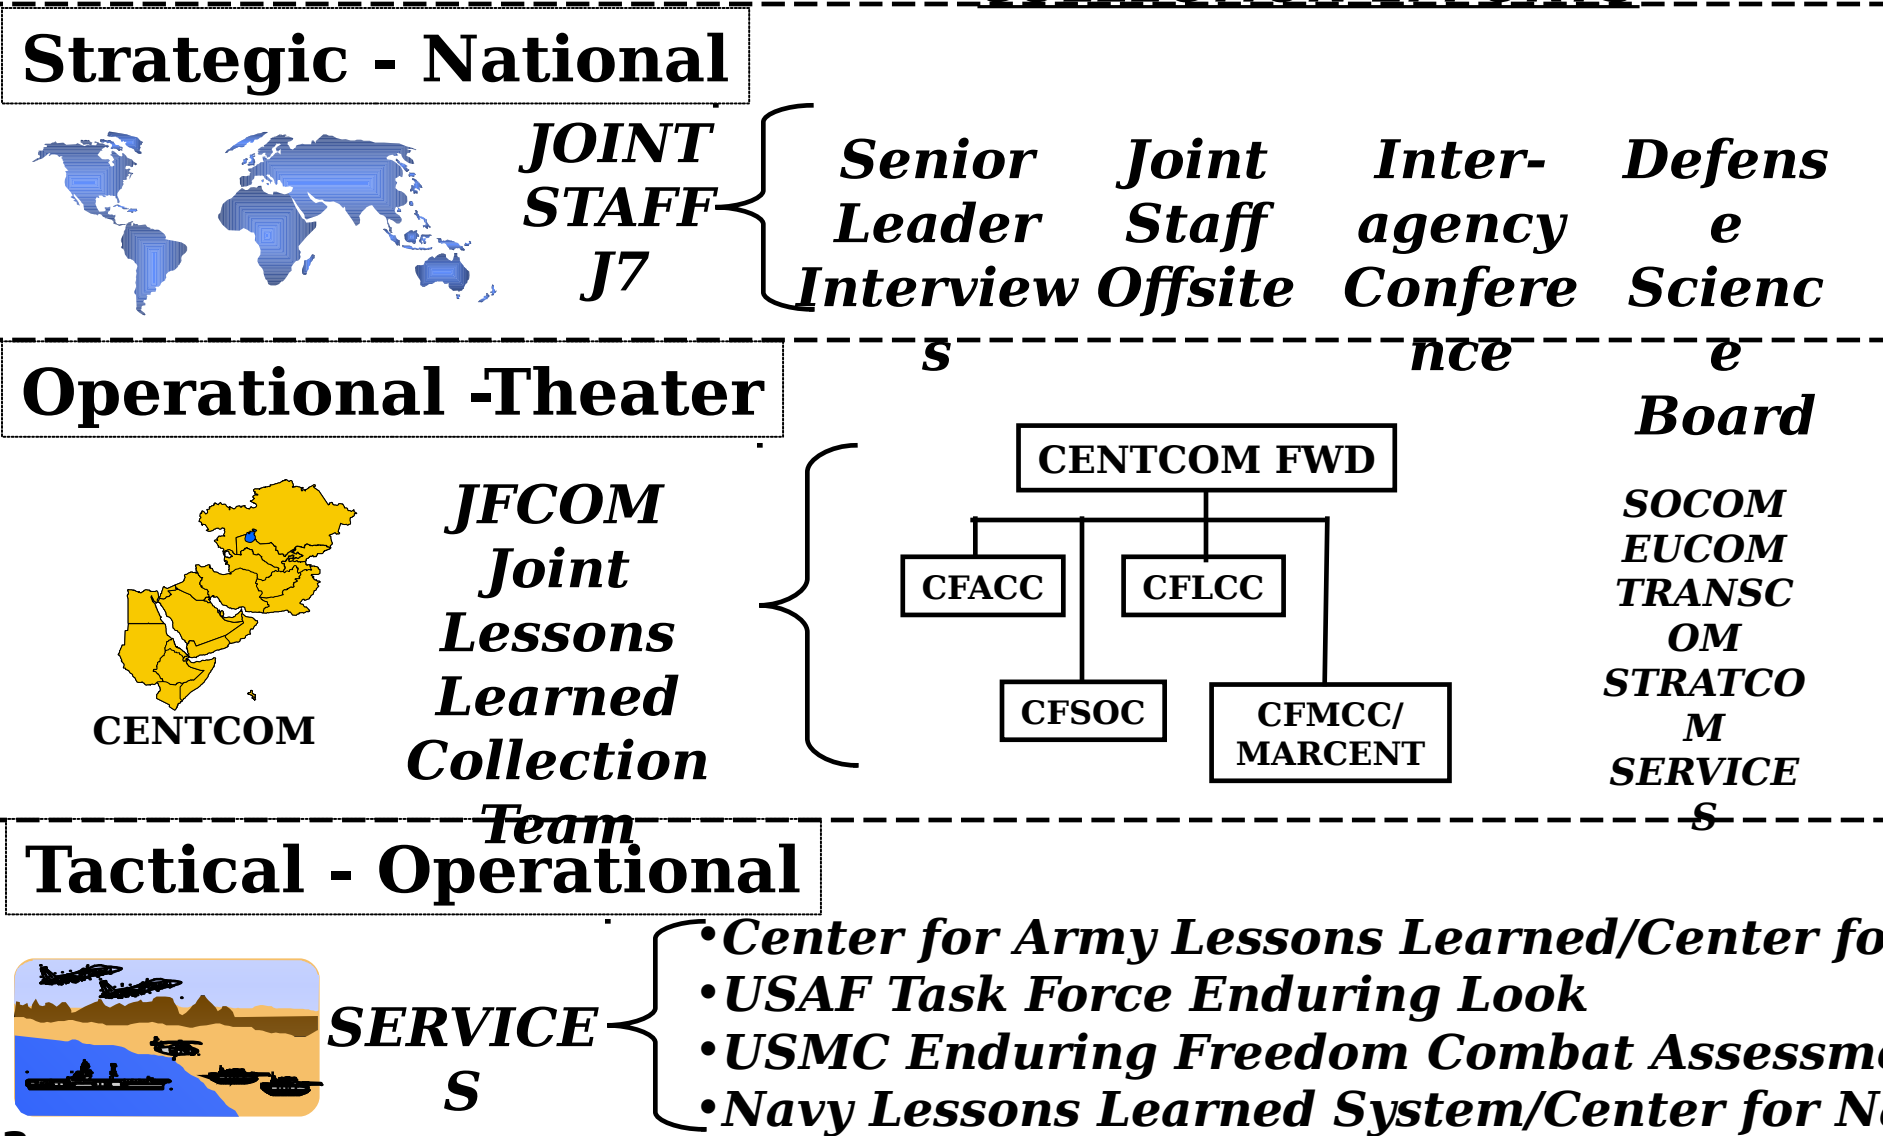 Strategic - National
JOINT
STAFF
J7
Senior
Leader
Interview
s
Joint
Staff
Offsite
Inter-
agency
Confere
nce
Defens
e
Scienc
e
Board
Operational -Theater
CENTCOM
JFCOM
Joint
Lessons
Learned
Collection
Team
CENTCOM FWD
CFACC
CFLCC
CFSOC
CFMCC/
MARCENT
SOCOM
EUCOM
TRANSC
OM
STRATCO
M
SERVICE
S
Tactical - Operational
SERVICE
S
•Center for Army Lessons Learned/Center fo
•USAF Task Force Enduring Look
•USMC Enduring Freedom Combat Assessm
•Navy Lessons Learned System/Center for N